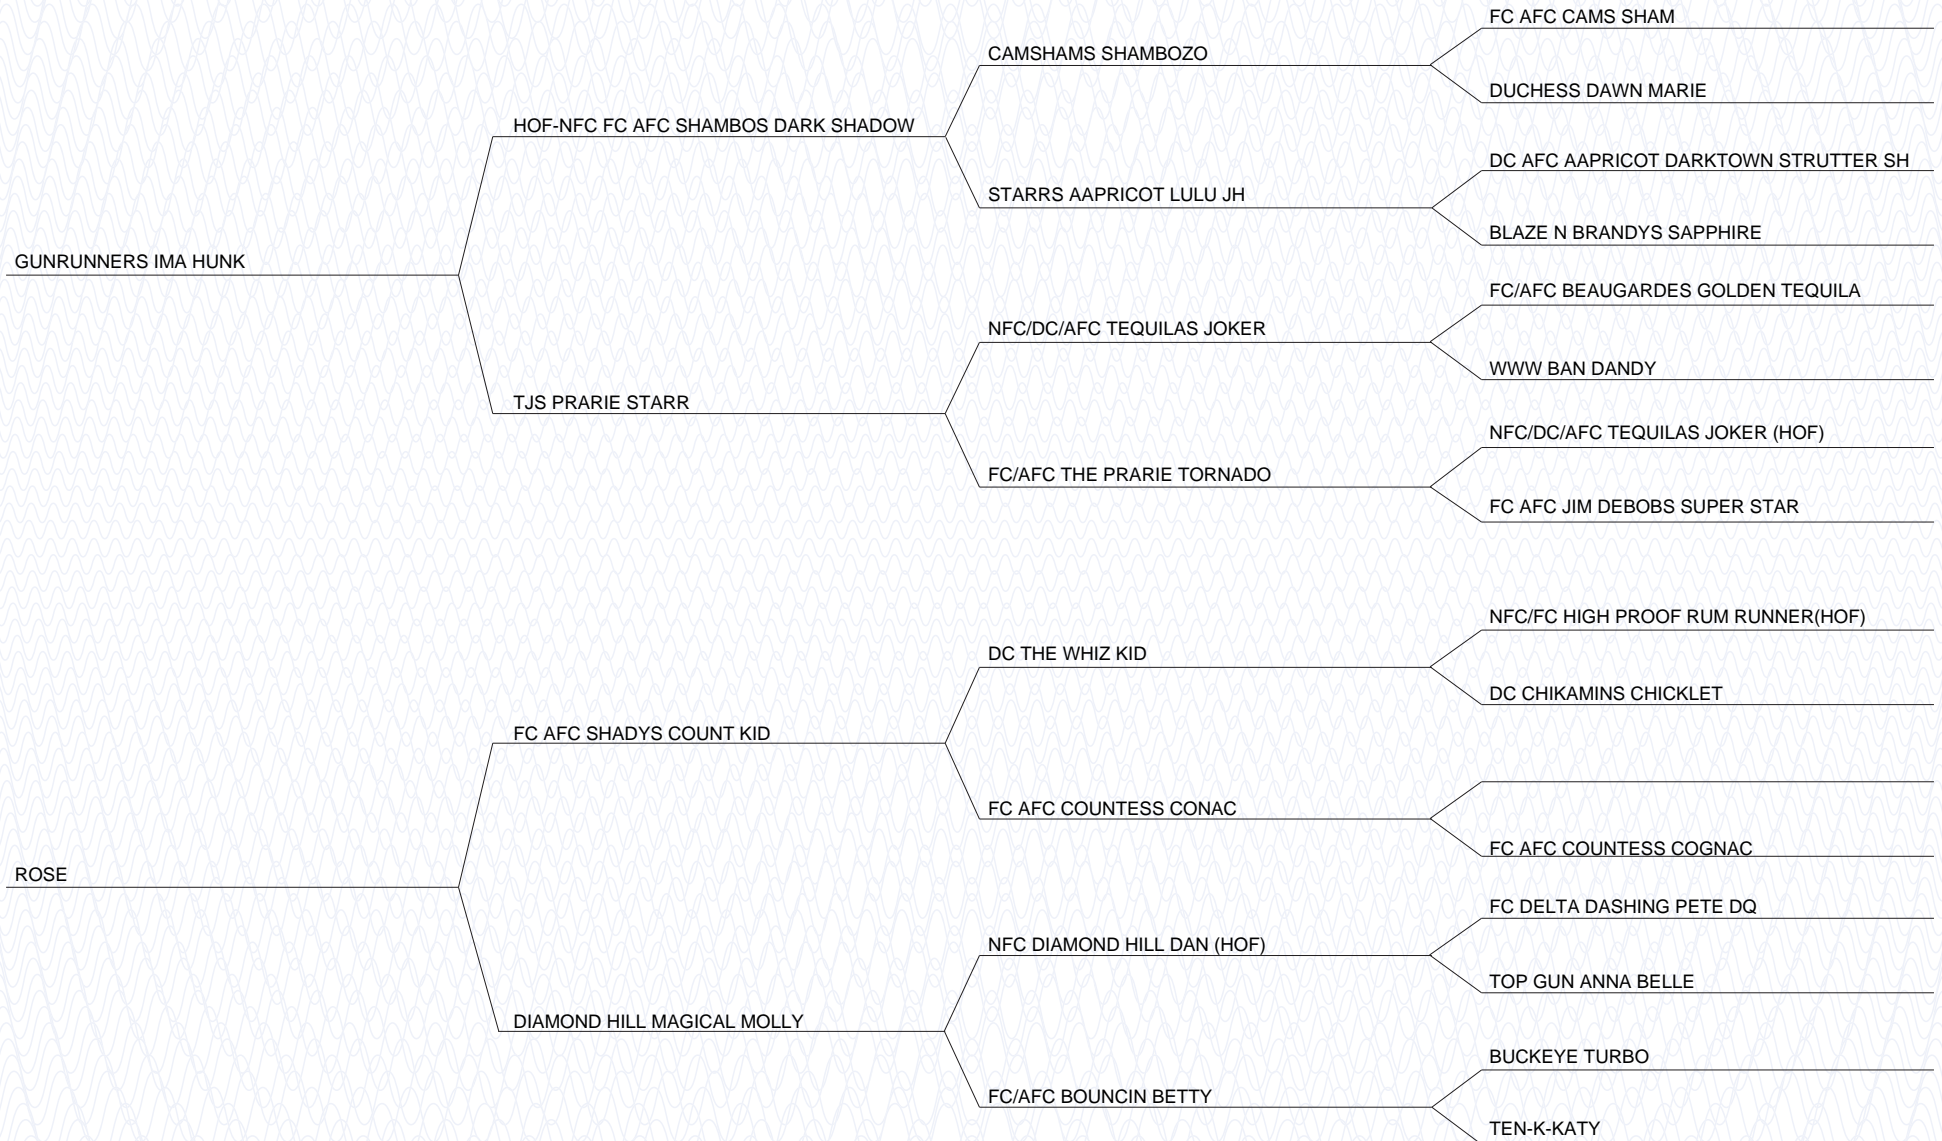 FC AFC CAMS SHAM
CAMSHAMS SHAMBOZO
DUCHESS DAWN MARIE
HOF-NFC FC AFC SHAMBOS DARK SHADOW
DC AFC AAPRICOT DARKTOWN STRUTTER SH
STARRS AAPRICOT LULU JH
BLAZE N BRANDYS SAPPHIRE
GUNRUNNERS IMA HUNK
FC/AFC BEAUGARDES GOLDEN TEQUILA
NFC/DC/AFC TEQUILAS JOKER
WWW BAN DANDY
TJS PRARIE STARR
NFC/DC/AFC TEQUILAS JOKER (HOF)
FC/AFC THE PRARIE TORNADO
FC AFC JIM DEBOBS SUPER STAR
NFC/FC HIGH PROOF RUM RUNNER(HOF)
DC THE WHIZ KID
DC CHIKAMINS CHICKLET
FC AFC SHADYS COUNT KID
FC AFC COUNTESS CONAC
FC AFC COUNTESS COGNAC
ROSE
FC DELTA DASHING PETE DQ
NFC DIAMOND HILL DAN (HOF)
TOP GUN ANNA BELLE
DIAMOND HILL MAGICAL MOLLY
BUCKEYE TURBO
FC/AFC BOUNCIN BETTY
TEN-K-KATY